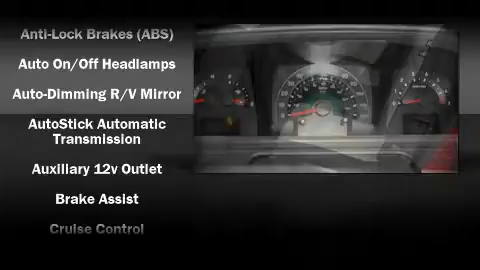 Anti-Lock Brakes (ABS)
Auto On/Off Headlamps
Auto-Dimming R/V Mirror
AutoStick Automatic
Transmission
Auxiliary 12v Outlet
Brake Assist
Cruise Control